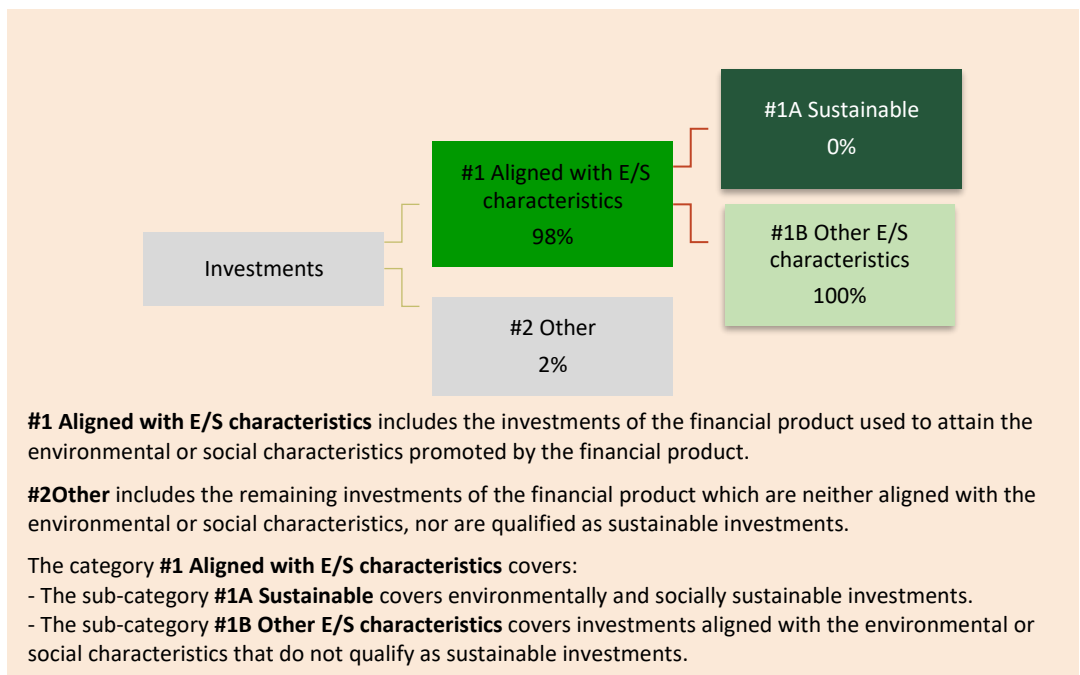 #1A Sustainable
0%
#1 Aligned with E/S
characteristics
98%
#1B Other E/S
characteristics
100%
Investments
#2 Other
2%
#1 Aligned with E/S characteristics includes the investments of the financial product used to attain the
environmental or social characteristics promoted by the financial product.
#2Other includes the remaining investments of the financial product which are neither aligned with the
environmental or social characteristics, nor are qualified as sustainable investments.
The category #1 Aligned with E/S characteristics covers:
- The sub-category #1A Sustainable covers environmentally and socially sustainable investments.
- The sub-category #1B Other E/S characteristics covers investments aligned with the environmental or
social characteristics that do not qualify as sustainable investments.